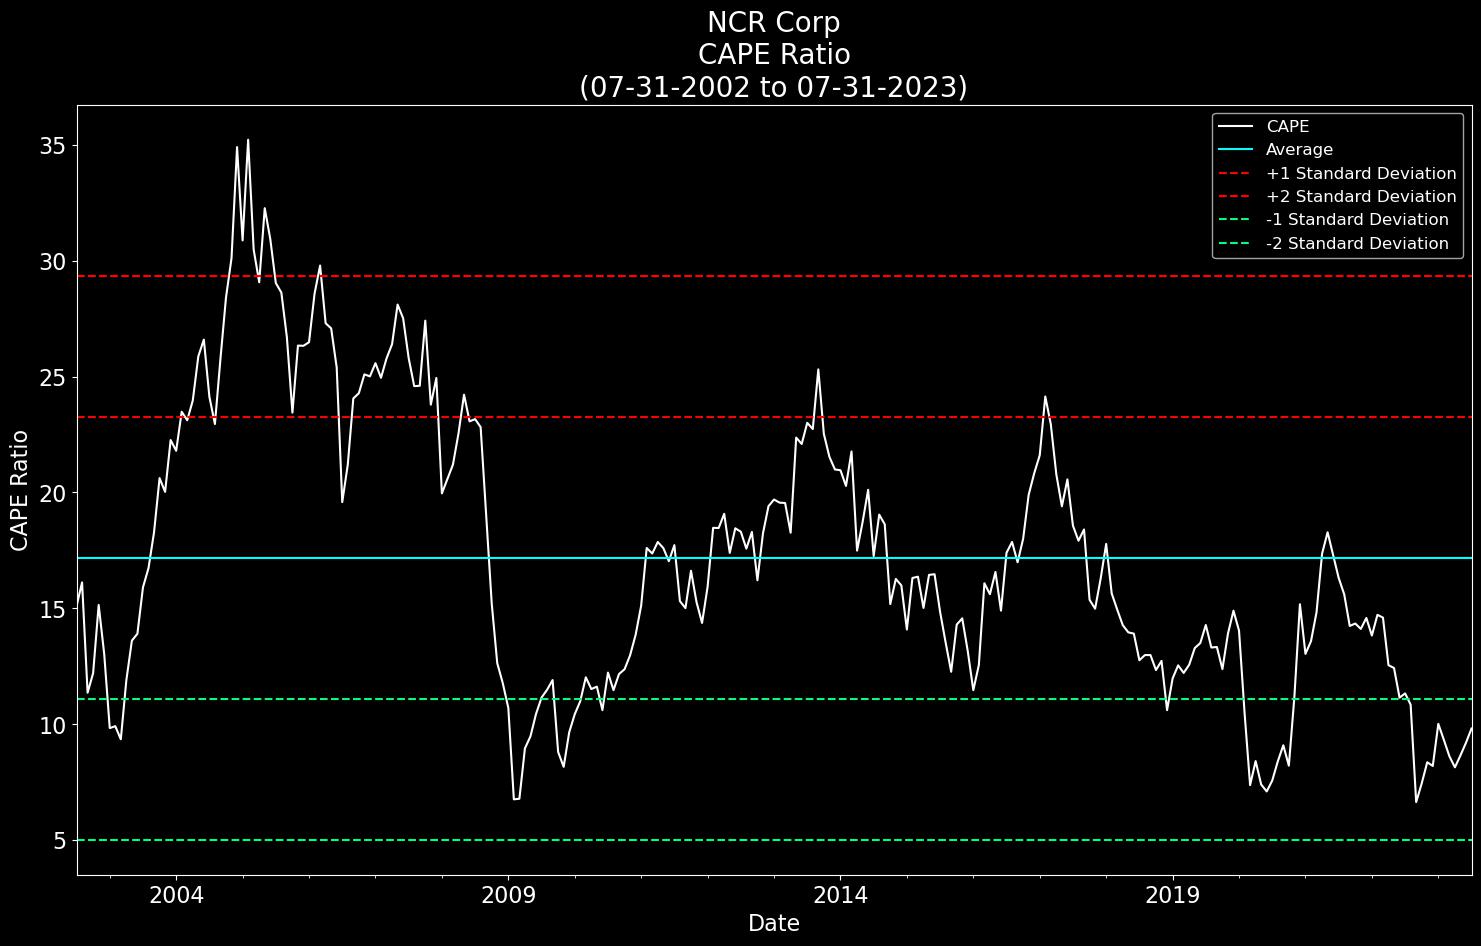 NCR Corp
CAPE Ratio
(07-31-2002 to 07-31-2023)
CAPE
Average
+1 Standard Deviation
+2 Standard Deviation
-1 Standard Deviation
-2 Standard Deviation
CAPE Ratio
35
30
25
20
15
10
5
2004
2009
2014
2019
Date